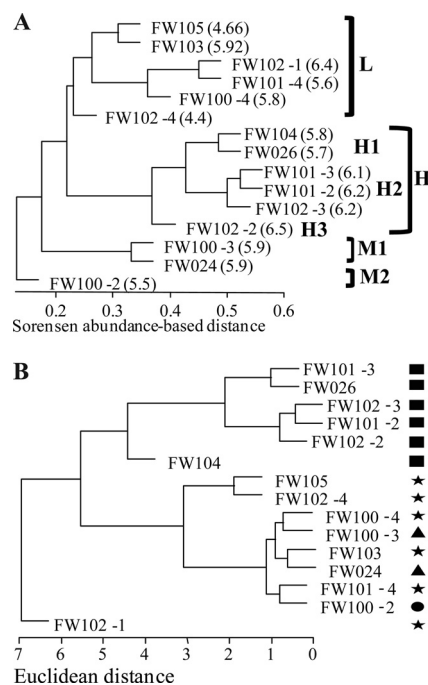 A
FW105 (4.66)
FW103 (5.92)
FW102 -1 (6.4)
L
FW101 -4 (5.6)
FW100 -4 (5.8)
FW102 -4 (4.4)
FW104 (5.8)
H1
FW026 (5.7)
FW101 -3 (6.1)
H
FW101 -2 (6.2)
H2
FW102 -3 (6.2)
FW102 -2 (6.5)
H3
FW100 -3 (5.9)
M1
FW024 (5.9)
FW100 -2 (5.5)
M2
0.2 0.3 0.4 0.5 0.6
Sorensen abundance-based distance
B
FW101 -3
FW026
FW102 -3
FW101 -2
FW102 -2
FW104
FW105
FW102 -4
FW100 -4
FW100 -3
FW103
FW024
FW101 -4
FW100 -2
FW102 -1
7 6 5 4 3 2 1 0
Euclidean distance